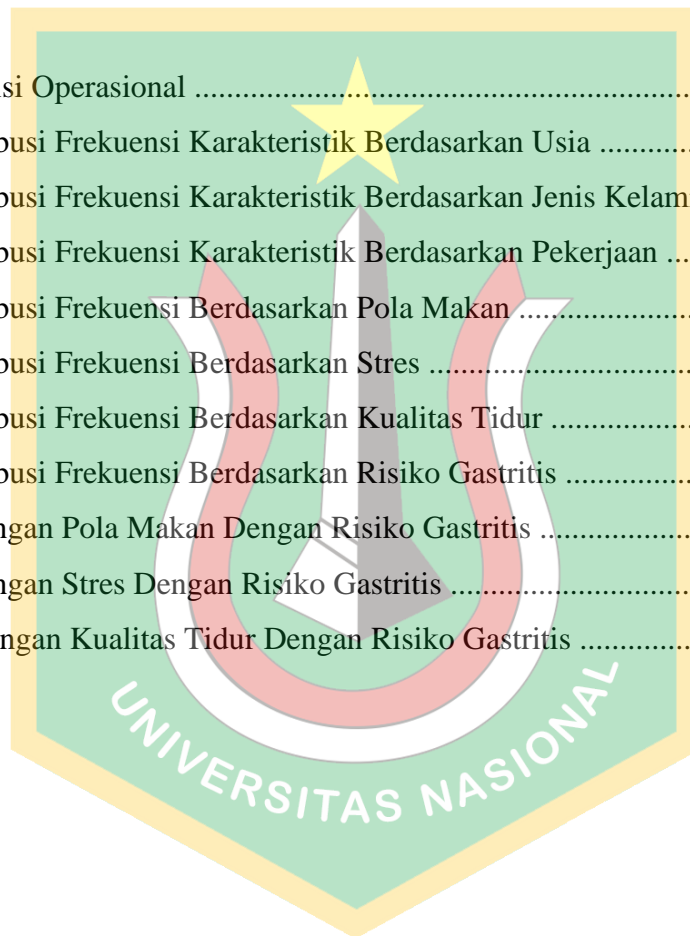 si Operasional ........................................................................
busi Frekuensi Karakteristik Berdasarkan Usia ............
busi Frekuensi Karakteristik Berdasarkan Jenis Kelam
busi Frekuensi Karakteristik Berdasarkan Pekerjaan ...
busi Frekuensi Berdasarkan Pola Makan ......................
busi Frekuensi Berdasarkan Stres .................................
busi Frekuensi Berdasarkan Kualitas Tidur ..................
busi Frekuensi Berdasarkan Risiko Gastritis ................
ngan Pola Makan Dengan Risiko Gastritis ...................
ngan Stres Dengan Risiko Gastritis ..............................
ngan Kualitas Tidur Dengan Risiko Gastritis ..............
UNIVERSITAS NASIONAL